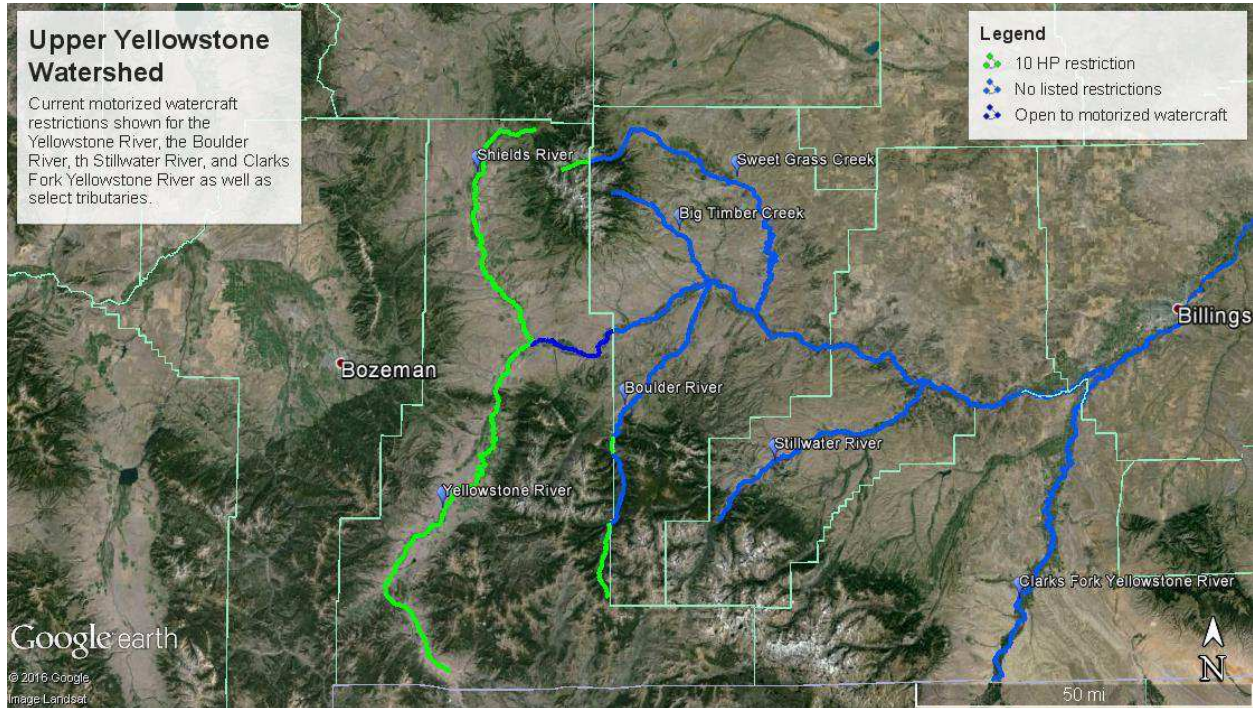 Upper Yellowstone
Watershed
Current motorized watercraft
restrictions shown for the
Yellowstone River, the Boulder
River, th Stillwater River, and Clarks
Fork Yellowstone River as well as
select tributaries.
Legend
10 HP restriction
No listed restrictions
Open to motorized watercraft
Shields River
Sweet Grass Creek
Big Timber Creek
Billings
Bozeman
Boulder River
Stillwater River
Yellowstone River
Clarks Fork Yellowstone River
Google earth
© 2016 Google
Image Landsat
N
50 mi